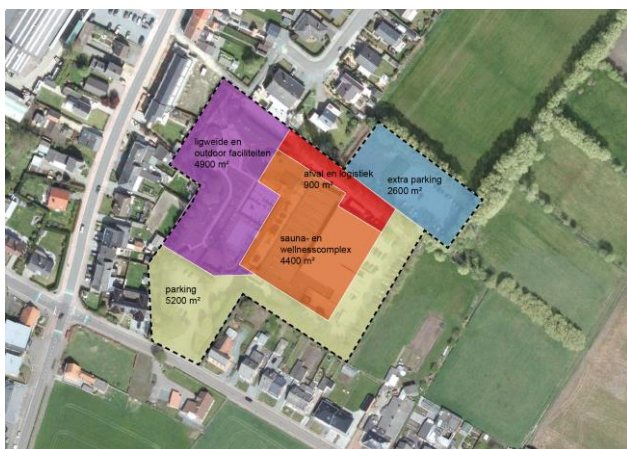 ligweide en
outdoor faciliteiten
4900 m²
afval en logistiek
900 m²
extra parking
2600 m²
sauna- en
wellnesscomplex
4400 m²
parking
5200 m²